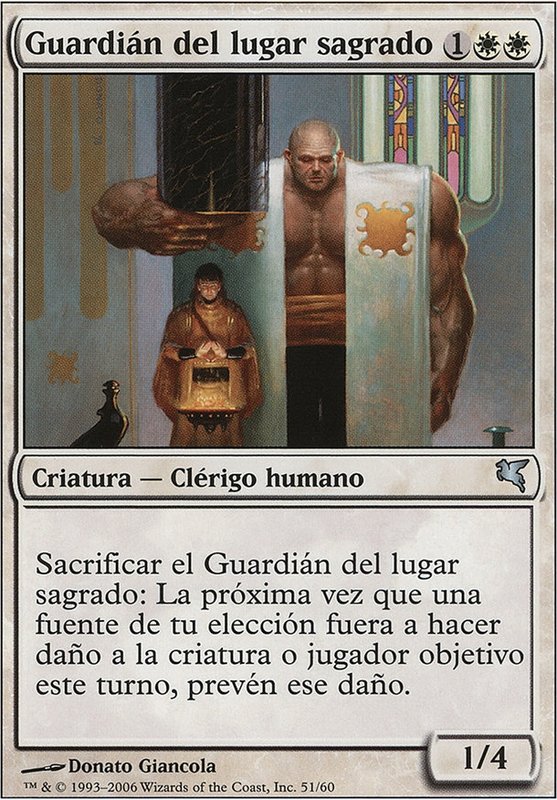 Guardián del lugar sagrado 1
Criatura — Clérigo humano
Sacrificar el Guardián del lugar
sagrado: La próxima vez que una
fuente de tu elección fuera a hacer
daño a la criatura o jugador objetivo
este turno, prevén ese daño.
1/4
Donato Giancola
™ & © 1993–2006 Wizards of the Coast, Inc. 51/60